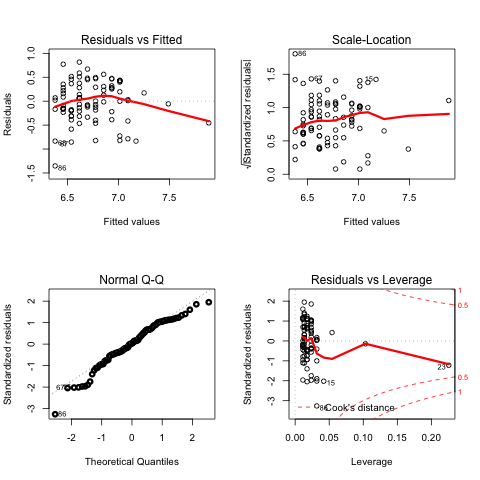 Residuals vs Fitted
Residuals
1.0
0.5
-0.5
-1.5
86
6.5 7.0 7.5
Fitted values
Scale-Location
√|Standardized residuals|
0.0 0.5 1.0 1.5
86
67
15
6.5 7.0 7.5
Fitted values
Normal Q-Q
Standardized residuals
2
1
0
-1
-2
-3
67
86
-2 -1 0 1 2
Theoretical Quantiles
Residuals vs Leverage
Standardized residuals
2
1
0
-1
-2
-3
1
0.5
0.5
1
23
15
86
Cook's distance
0.00 0.05 0.10 0.15 0.20
Leverage